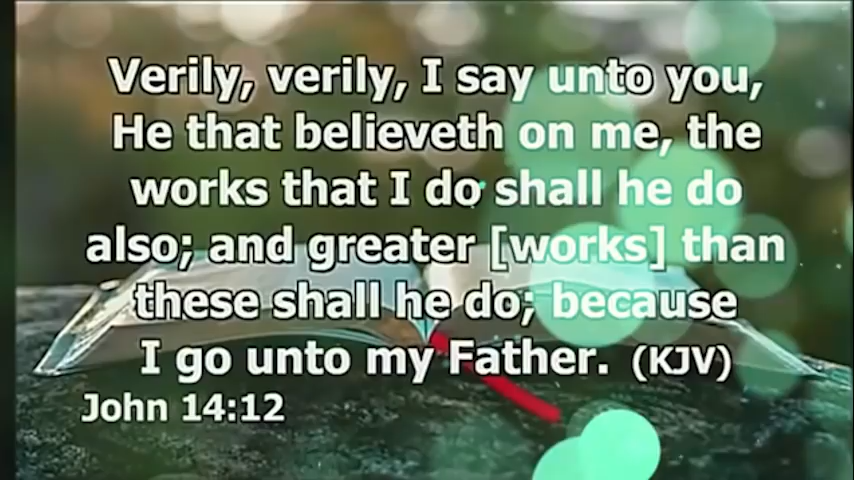 Verily, verily, I say unto you,
He that believeth on me, the
works that I do shall he do
also; and greater [works] than
these shall he do; because
I go unto my Father. (KJV)
John 14:12